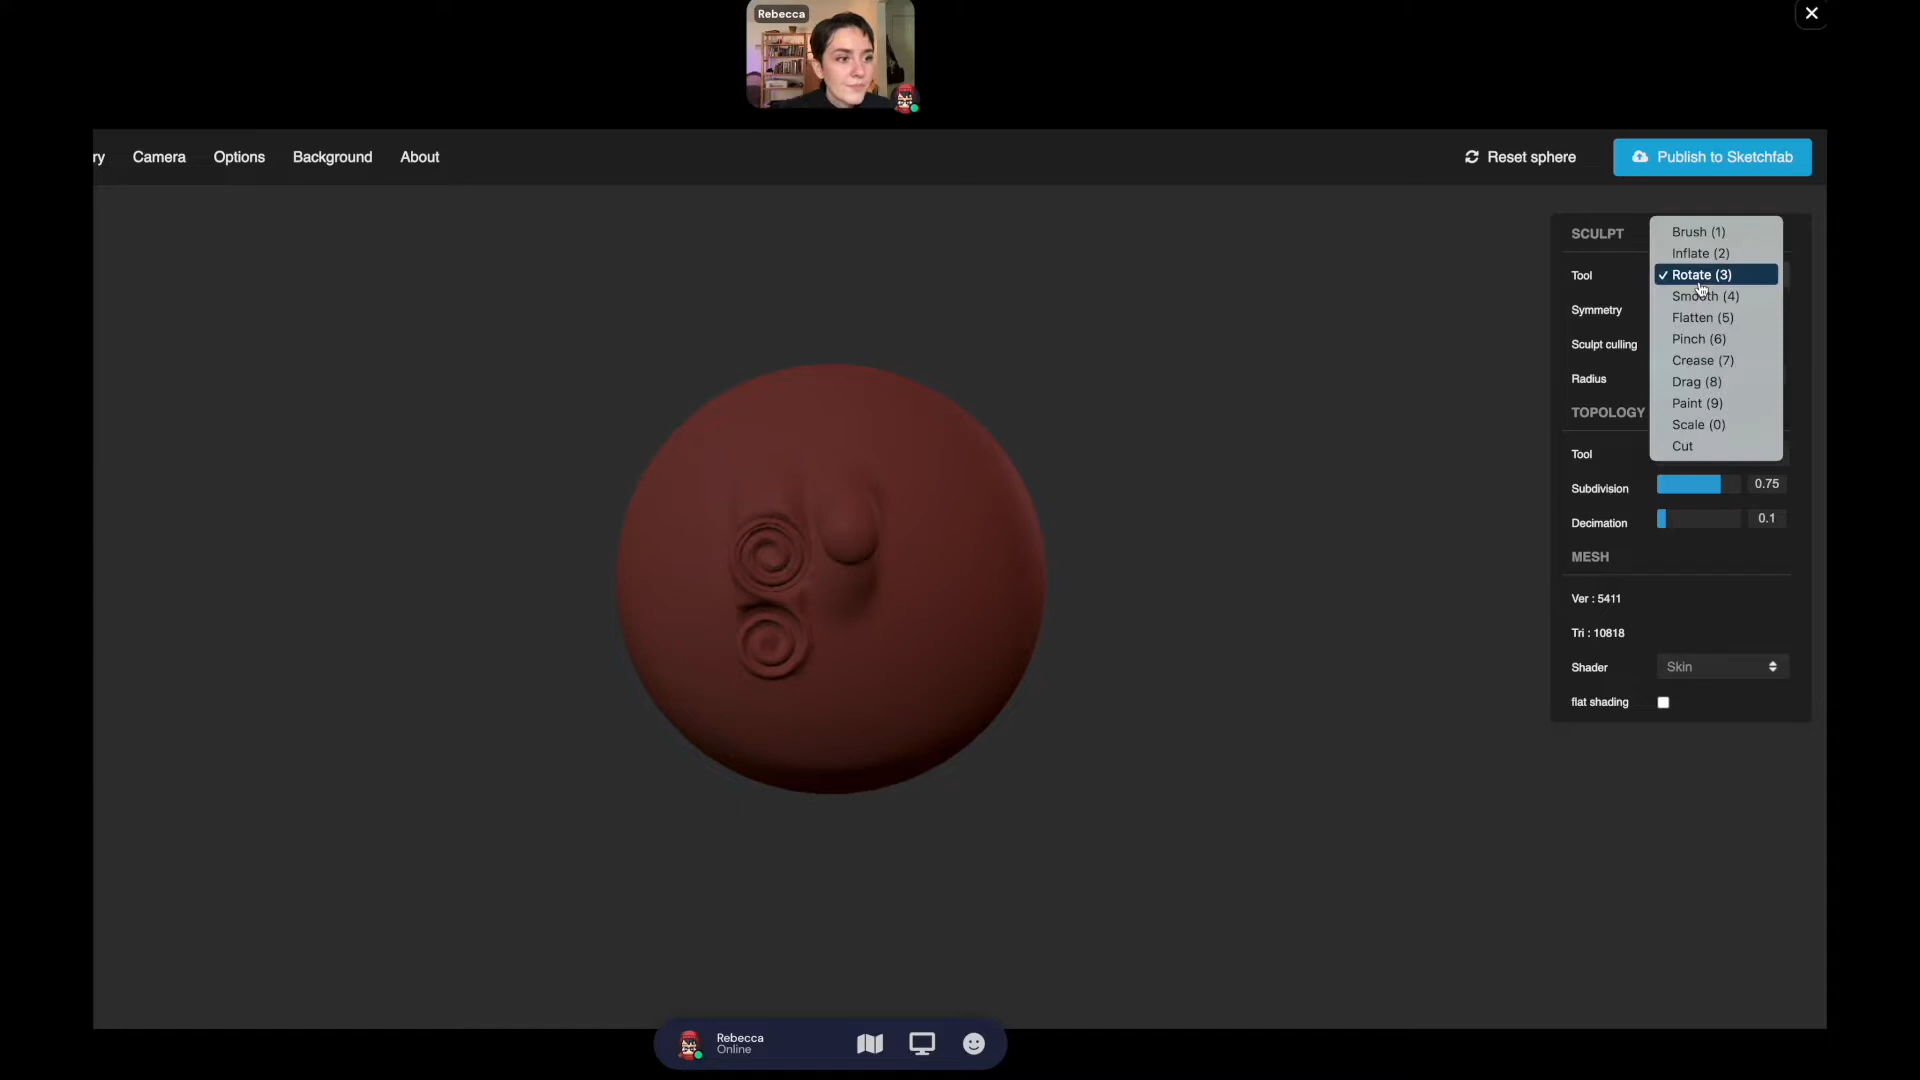 Rebecca
ry Camera Options Background About
Reset sphere
Publish to Sketchfab
SCULPT
Tool
Symmetry
Sculpt culling
Radius
Brush (1)
Inflate (2)
✓ Rotate (3)
Smooth (4)
Flatten (5)
Pinch (6)
Crease (7)
Drag (8)
Paint (9)
Scale (0)
Cut
TOPOLOGY
Tool
Subdivision 0.75
Decimation 0.1
MESH
Ver : 5411
Tri : 10818
Shader Skin
flat shading
Rebecca
Online